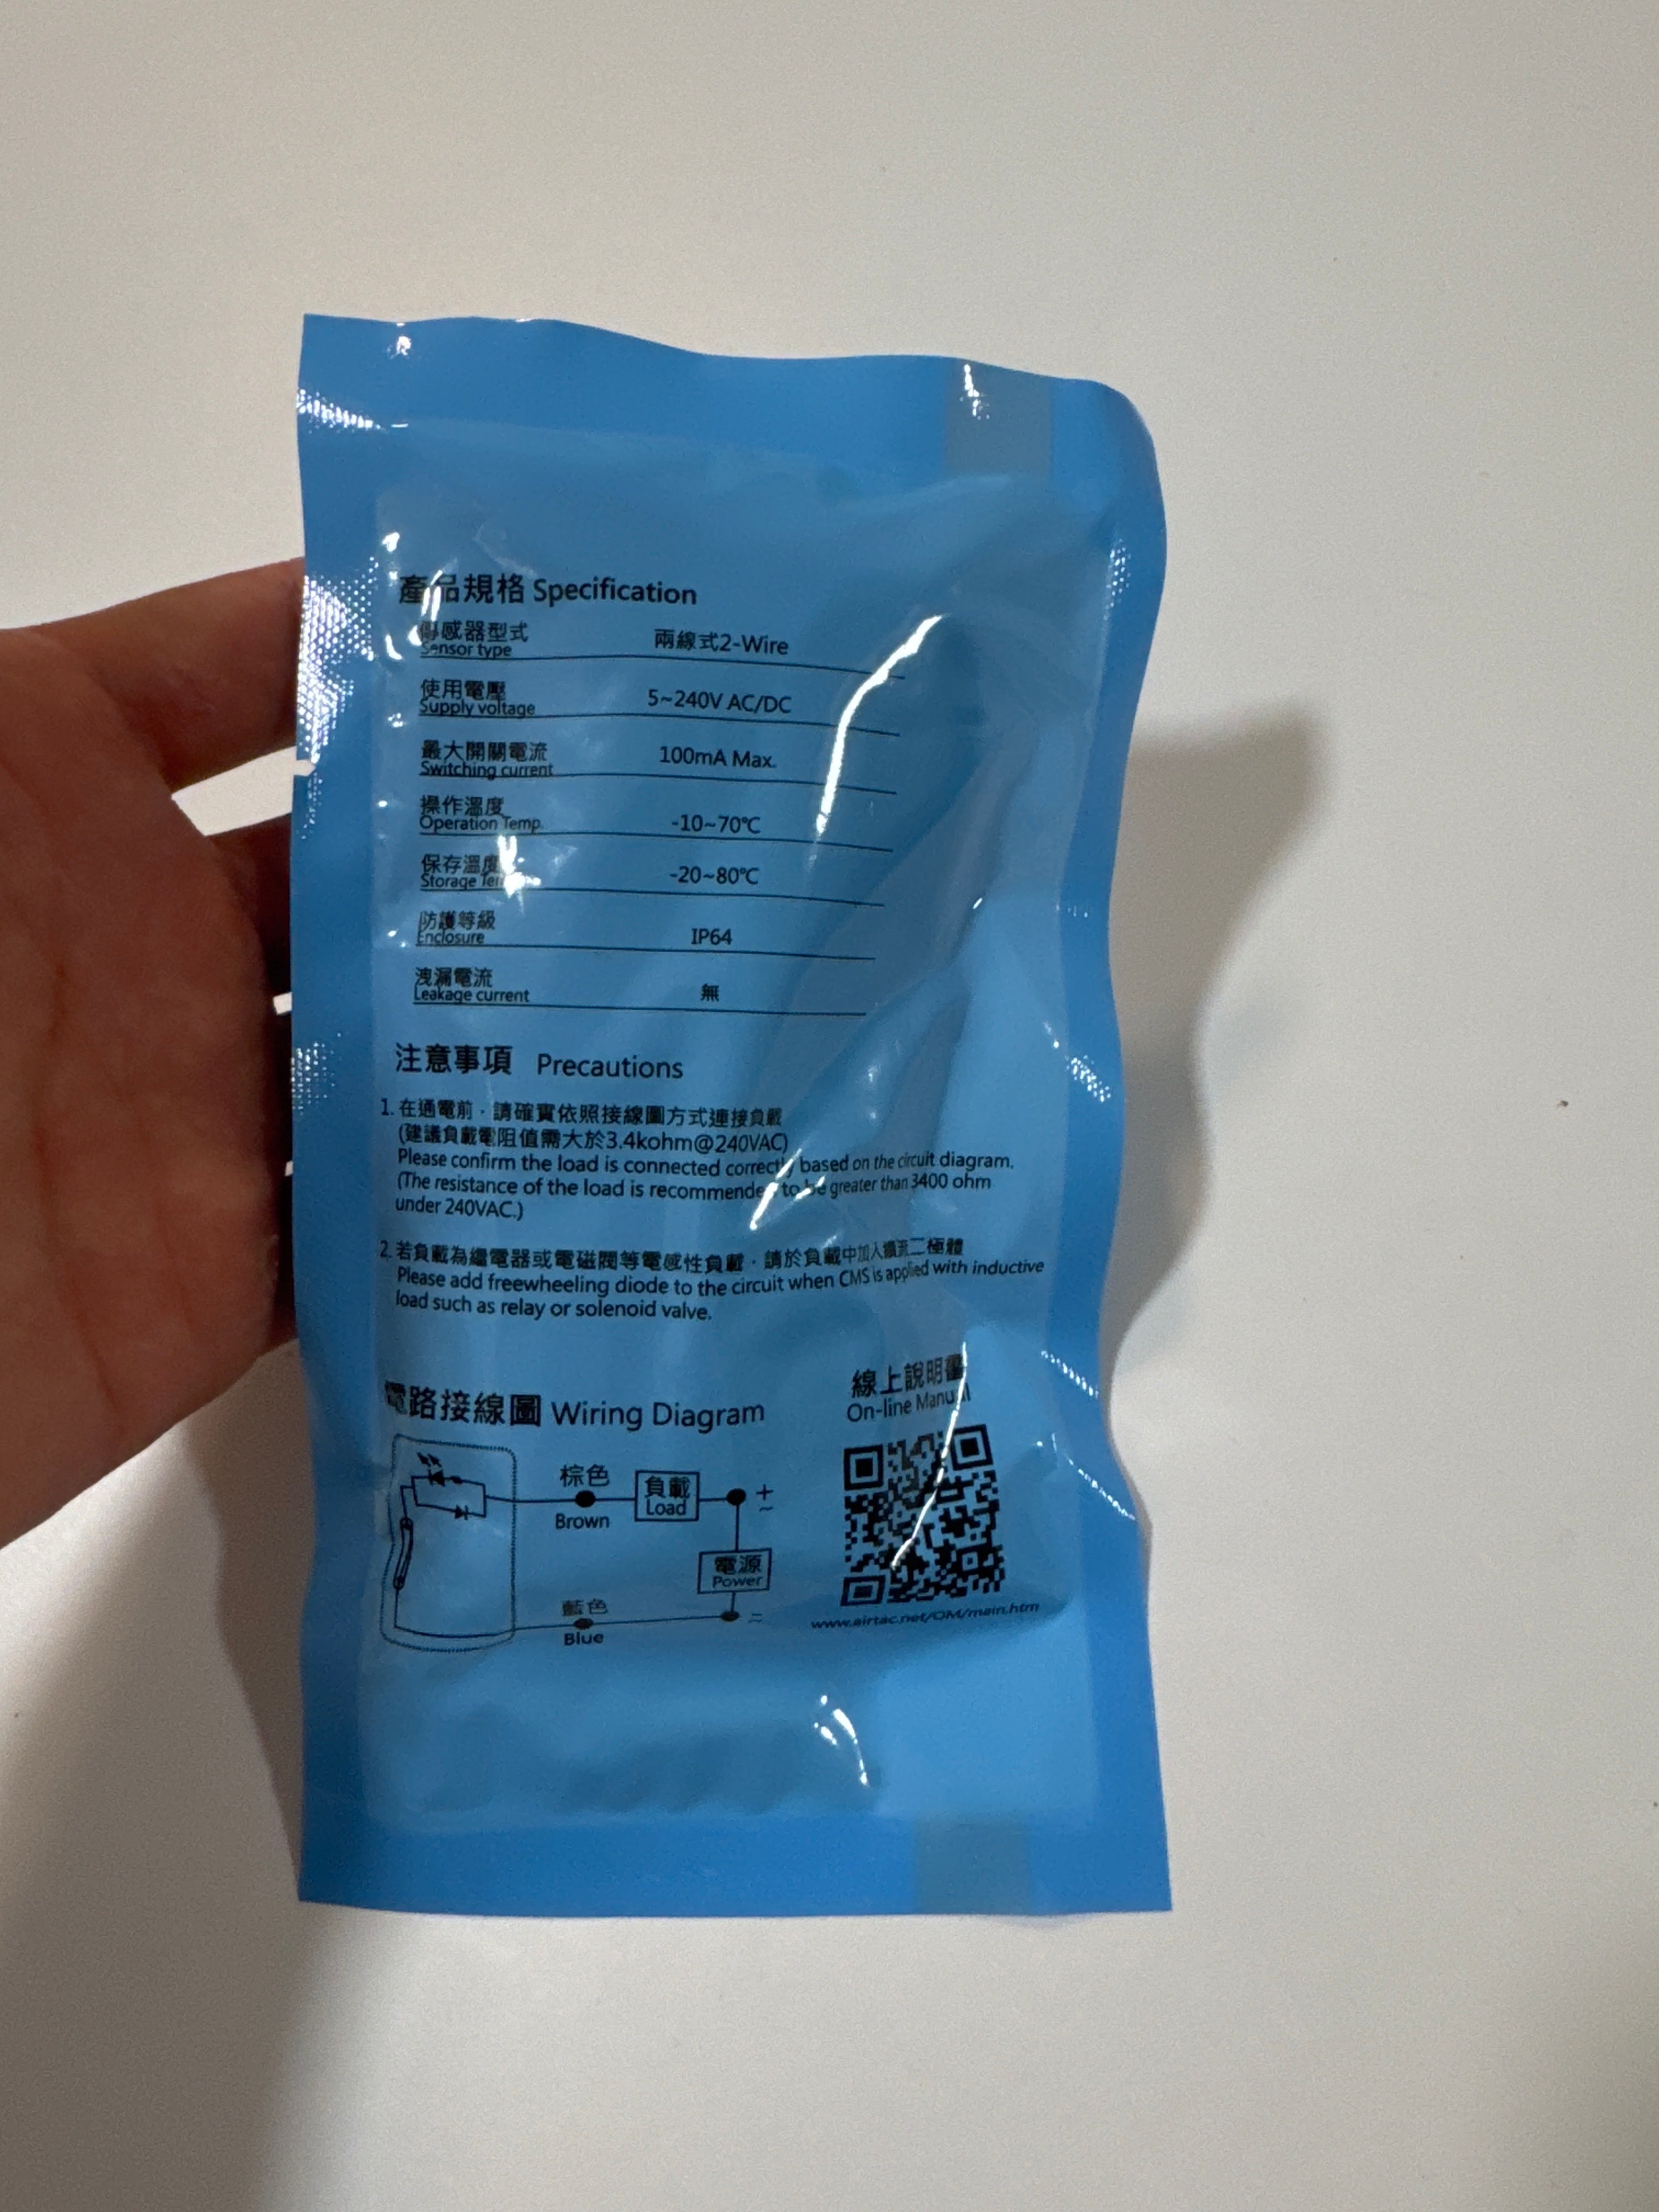 產品規格 Specification
傳感器型式 兩線式2-Wire
Sensor type
使用電壓 5~240V AC/DC
Supply voltage
最大開關電流 100mA Max.
Switching current
操作溫度 -10~70℃
Operation Temp.
保存溫度 -20~80℃
Storage
防護等級 IP64
Enclosure
洩漏電流 無
Leakage current
注意事項 Precautions
1. 在通電前，請確實依照接線圖方式連接負載
(建議負載電阻值需大於3.4kohm@240VAC)
Please confirm the load is connected correctly based on the circuit diagram.
(The resistance of the load is recommended to be greater than 3400 ohm
under 240VAC.)
2. 若負載為繼電器或電磁閥等電感性負載，請於負載中加入續流二極體
Please add freewheeling diode to the circuit when CMS is applied with inductive
load such as relay or solenoid valve.
電路接線圖 Wiring Diagram
線上說明書
On-line Manual
棕色
Brown
負載
Load
+
~
電源
Power
藍色
Blue
www.airtac.net/OM/main.htm